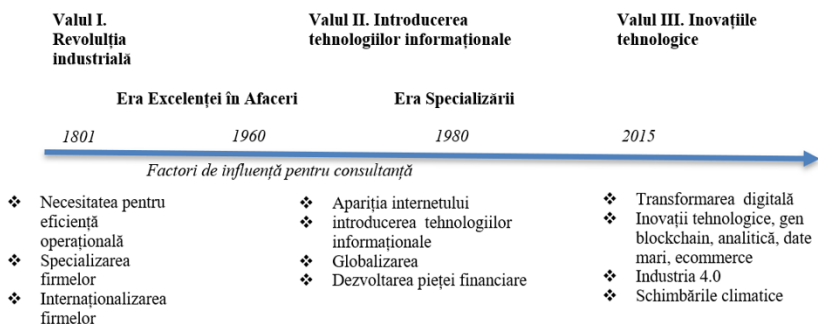 Valul I.
Revoluția
industrială
Valul II. Introducerea
tehnologiilor informaționale
Valul III. Inovațiile
tehnologice
Era Excelenței în Afaceri
Era Specializării
1801
1960
1980
2015
Factori de influență pentru consultanță
❖ Necesitatea pentru
eficiență
operațională
❖ Specializarea
firmelor
❖ Internaționalizarea
firmelor
❖ Apariția internetului
❖ introducerea tehnologiilor
informaționale
❖ Globalizarea
❖ Dezvoltarea pieței financiare
❖ Transformarea digitală
❖ Inovații tehnologice, gen
blockchain, analitică, date
mari, ecommerce
❖ Industria 4.0
❖ Schimbările climatice